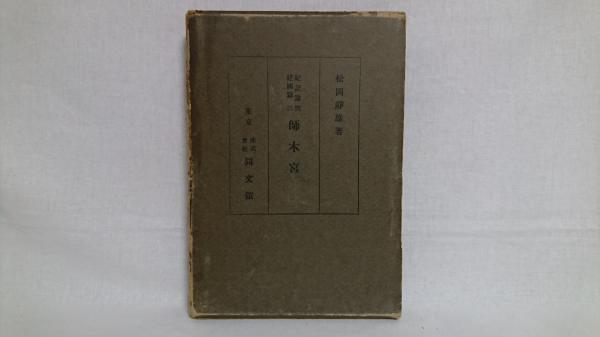 松岡靜雄著
紀記論究
建國篇 三
師木宮
東京
株式
會社
同文館